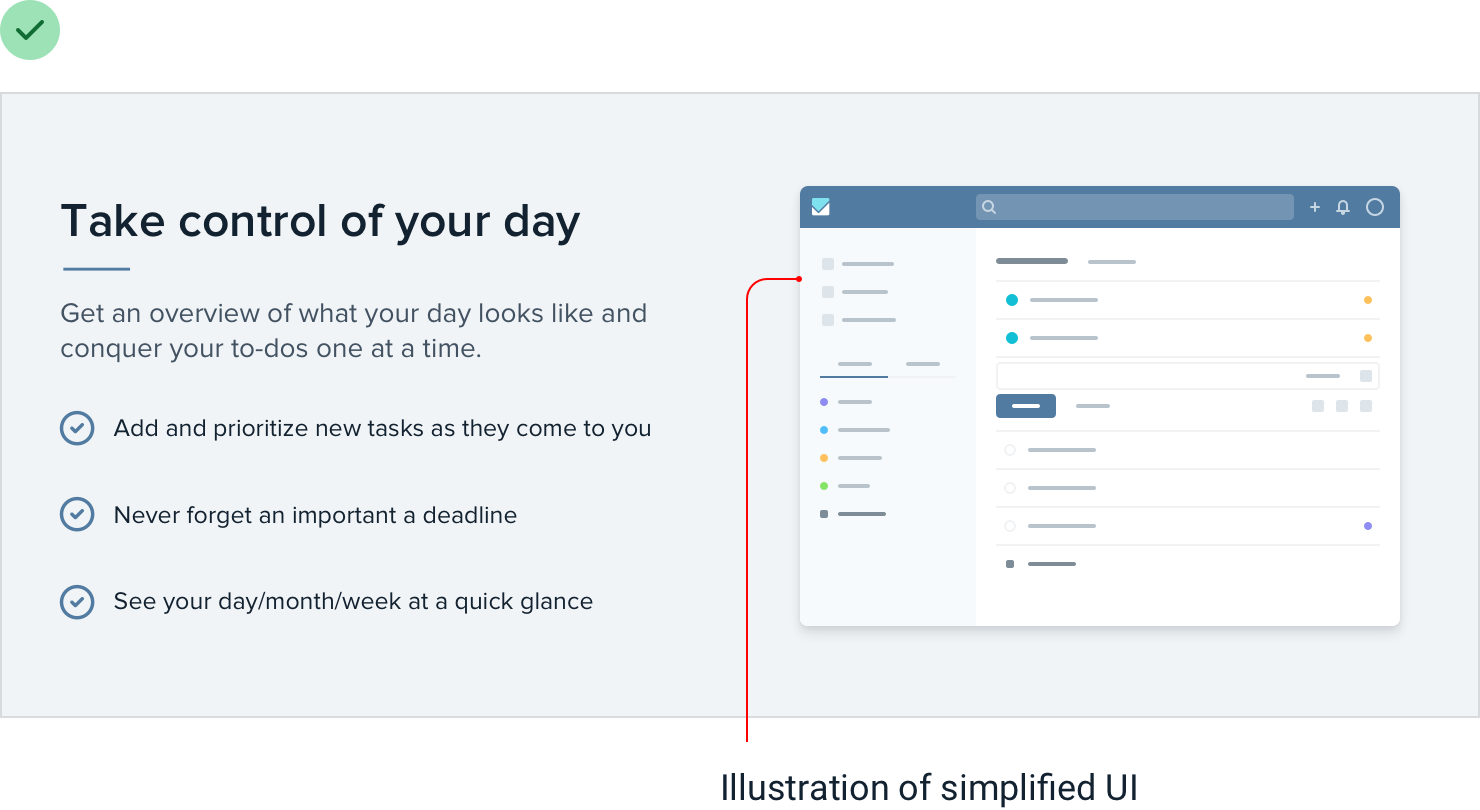 Take control of your day
Get an overview of what your day looks like and
conquer your to-dos one at a time.
Add and prioritize new tasks as they come to you
Never forget an important a deadline
See your day/month/week at a quick glance
Illustration of simplified UI